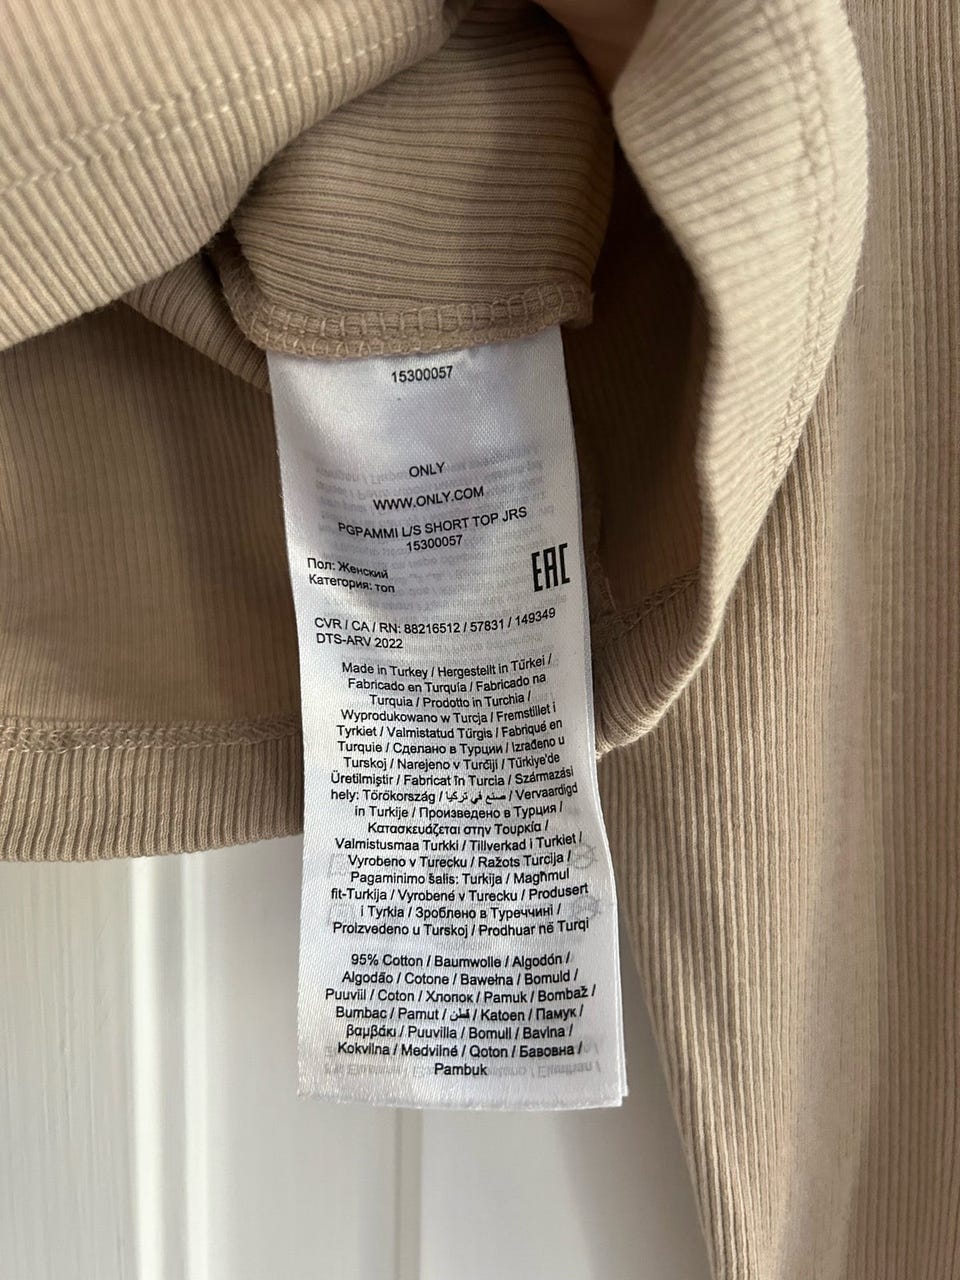 15300057
ONLY
WWW.ONLY.COM
PGPAMMI L/S SHORT TOP JRS
15300057
Пол: Женский
Категория: топ
EAC
CVR / CA / RN: 88216512 / 57831 / 149349
DTS-ARV 2022
Made in Turkey / Hergestellt in Türkei /
Fabricado en Turquía / Fabricado na
Turquia / Prodotto in Turchia /
Wyprodukowano w Turcja / Fremstillet i
Tyrkiet / Valmistatud Türgis / Fabriqué en
Turquie / Сделано в Турции / Izrađeno u
Turskoj / Narejeno v Turčiji / Türkiye'de
Üretilmiştir / Fabricat în Turcia / Származási
hely: Törökország / صنع في تركيا / Vervaardigd
in Turkije / Произведено в Турция /
Κατασκευάζεται στην Τουρκία /
Valmistusmaa Turkki / Tillverkad i Turkiet /
Vyrobeno v Turecku / Ražots Turcija /
Pagaminimo šalis: Turkija / Magħmul
fit-Turkija / Vyrobené v Turecku / Produsert
i Tyrkia / Зроблено в Туреччині /
Proizvedeno u Turskoj / Prodhuar në Turqi
95% Cotton / Baumwolle / Algodón /
Algodão / Cotone / Bawełna / Bomuld /
Puuvill / Coton / Хлопок / Pamuk / Bombaž /
Bumbac / Pamut / قطن / Katoen / Памук /
βαμβάκι / Puuvilla / Bomull / Bavlna /
Kokvilna / Medvilnė / Qoton / Бавовна /
Pambuk